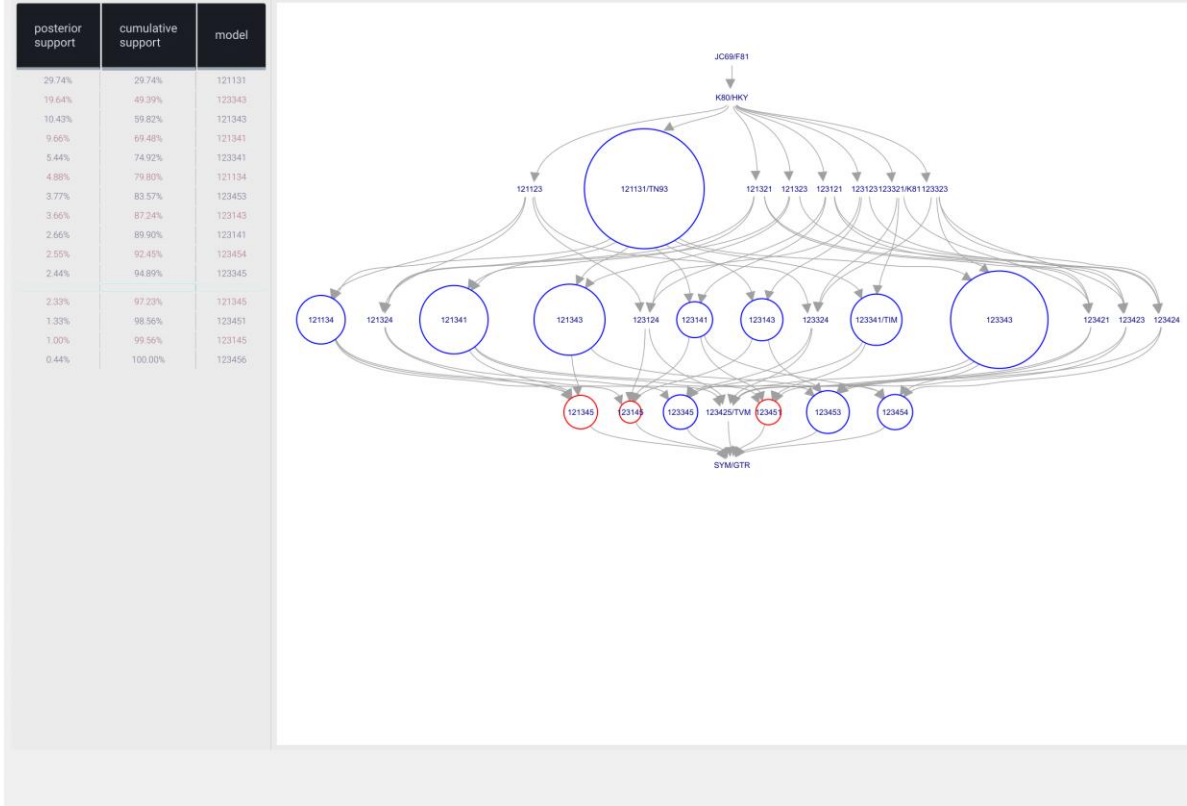 posterior support cumulative support model
29.74% 29.74% 121131
19.64% 49.39% 123343
10.43% 59.82% 121343
9.66% 69.48% 121341
5.44% 74.92% 123341
4.88% 79.80% 121134
3.77% 83.57% 123453
3.66% 87.24% 123143
2.66% 89.90% 123141
2.55% 92.45% 123454
2.44% 94.89% 123345
2.33% 97.23% 121345
1.33% 98.56% 123451
1.00% 99.56% 123145
0.44% 100.00% 123456
JC69/F81
K80/HKY
121123 121131/TN93 121321 121323 123121 123123 123321/K81 123323
121134 121324 121341 121343 123124 123141 123143 123324 123341/TIM 123343 123421 123423 123424
121345 123145 123345 123425/TVM 123451 123453 123454
SYM/GTR